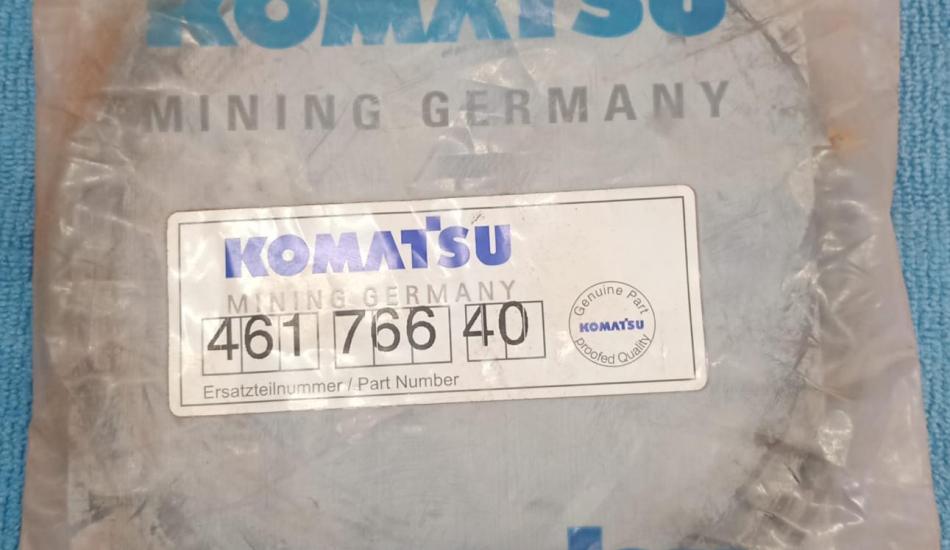 KOMATSU
MINING GERMANY
KOMATSU
MINING GERMANY
461 766 40
Ersatzteilnummer / Part Number
Genuine Part
KOMATSU
proofed Quality